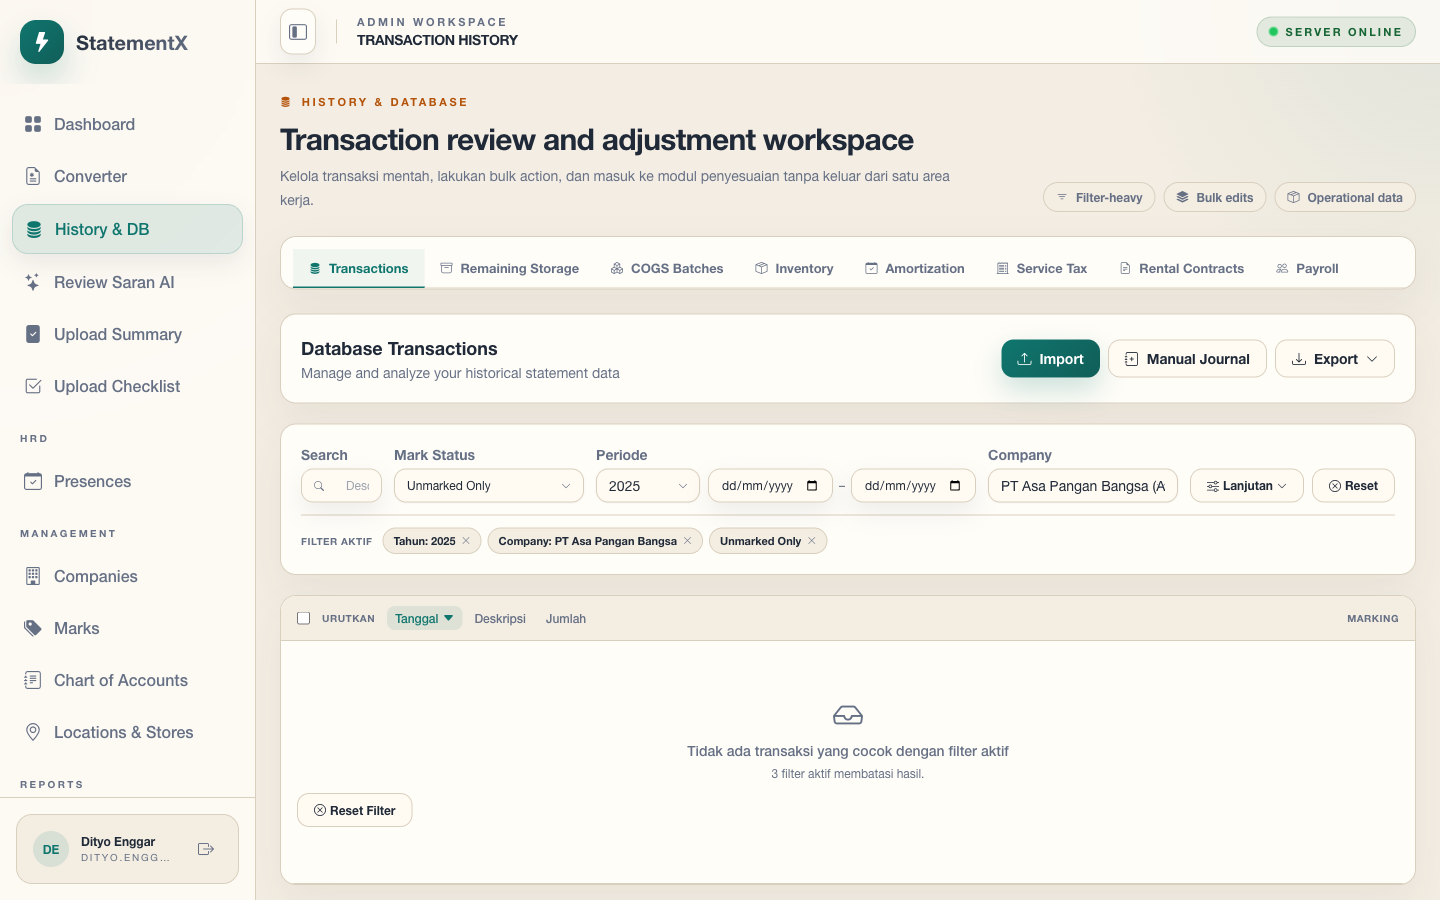 StatementX
Dashboard
Converter
History & DB
Review Saran AI
Upload Summary
Upload Checklist
HRD
Presences
MANAGEMENT
Companies
Marks
Chart of Accounts
Locations & Stores
REPORTS
DE
Dityo Enggar
DITYO.ENGG...
ADMIN WORKSPACE
TRANSACTION HISTORY
SERVER ONLINE
HISTORY & DATABASE
Transaction review and adjustment workspace
Kelola transaksi mentah, lakukan bulk action, dan masuk ke modul penyesuaian tanpa keluar dari satu area
kerja.
Filter-heavy
Bulk edits
Operational data
Transactions
Remaining Storage
COGS Batches
Inventory
Amortization
Service Tax
Rental Contracts
Payroll
Database Transactions
Manage and analyze your historical statement data
Import
Manual Journal
Export
Search
Mark Status
Periode
Company
Desc
Unmarked Only
2025
dd/mm/yyyy
–
dd/mm/yyyy
PT Asa Pangan Bangsa (A
Lanjutan
Reset
FILTER AKTIF
Tahun: 2025
Company: PT Asa Pangan Bangsa
Unmarked Only
URUTKAN
Tanggal
Deskripsi
Jumlah
MARKING
Tidak ada transaksi yang cocok dengan filter aktif
3 filter aktif membatasi hasil.
Reset Filter